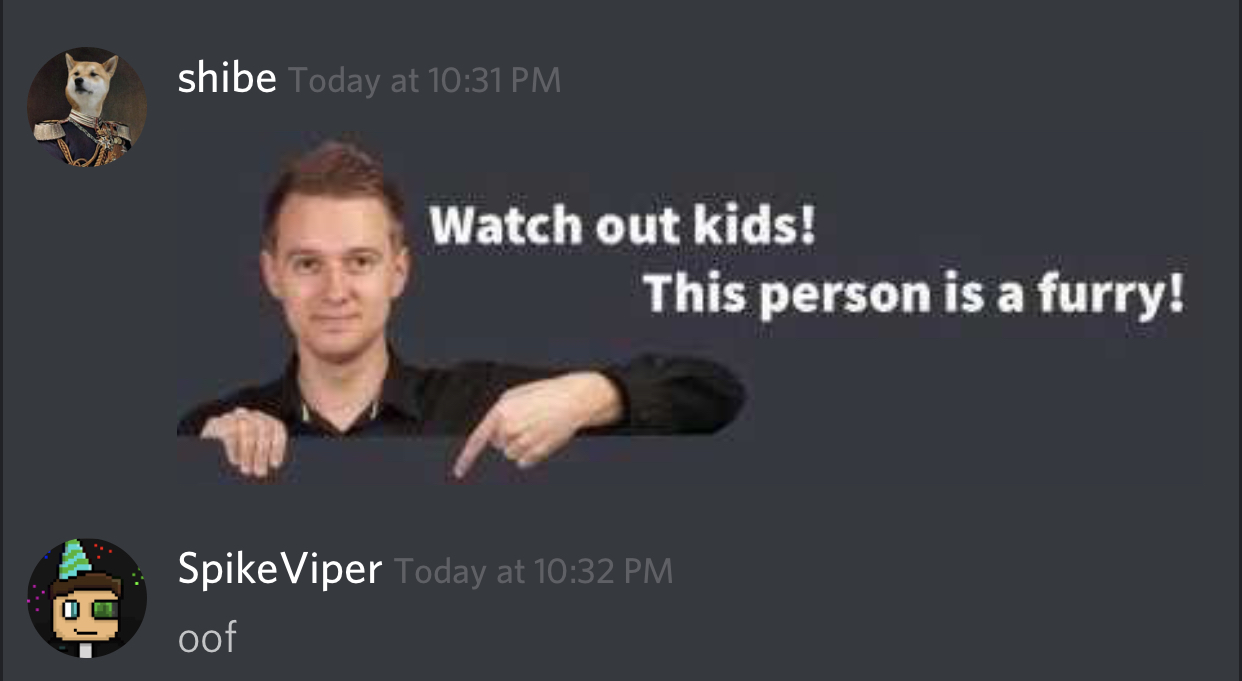 shibe Today at 10:31 PM
Watch out kids!
This person is a furry!
SpikeViper Today at 10:32 PM
oof